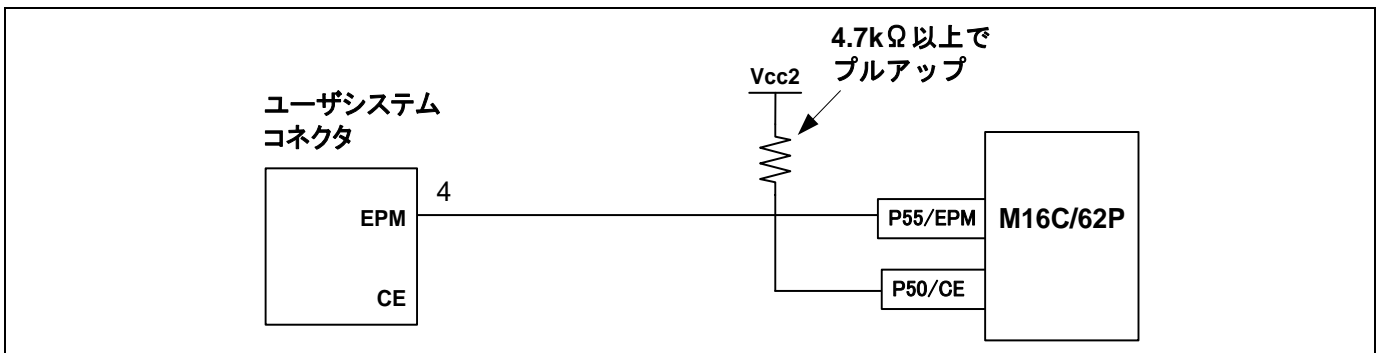 4.7kΩ以上で
プルアップ
Vcc2
ユーザシステム
コネクタ
4
EPM
P55/EPM
M16C/62P
CE
P50/CE